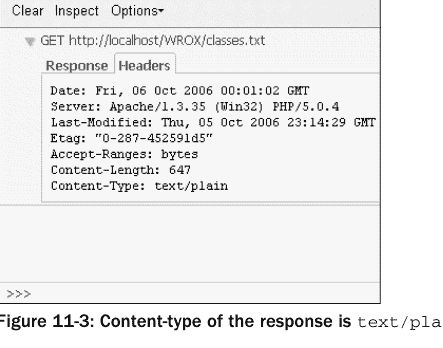 Clear Inspect Options
GET http://localhost/WROX/classes.txt
Response Headers
Date: Fri, 06 Oct 2006 00:01:02 GMT
Server: Apache/1.3.35 (Win32) PHP/5.0.4
Last-Modified: Thu, 05 Oct 2006 23:14:29 GMT
Etag: "0-287-452591d5"
Accept-Ranges: bytes
Content-Length: 647
Content-Type: text/plain
>>>
Figure 11-3: Content-type of the response is text/pla